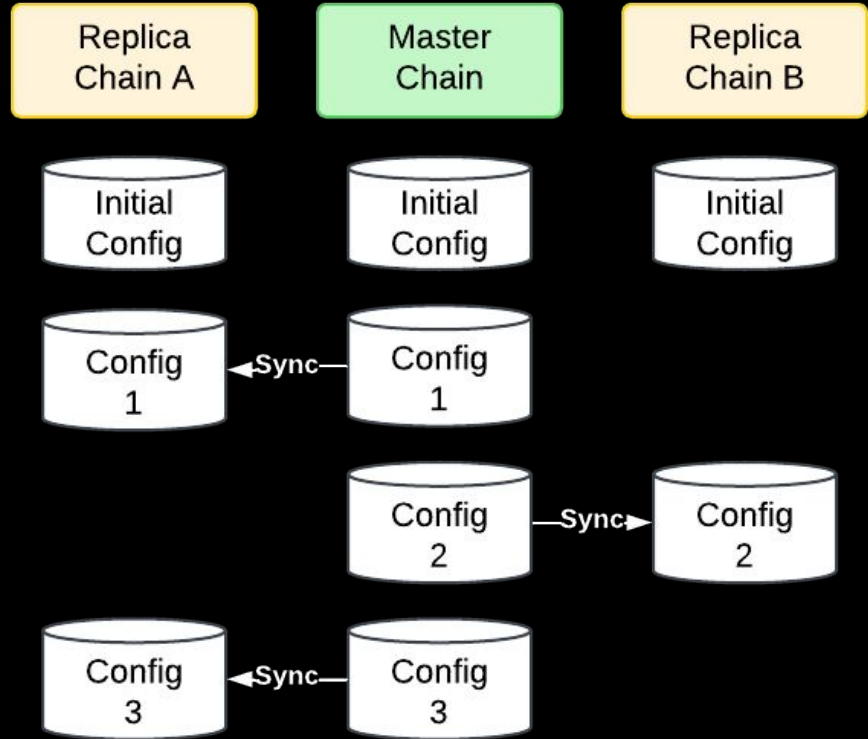 Replica
Chain A
Master
Chain
Replica
Chain B
Initial
Config
Initial
Config
Initial
Config
Config
1
Sync
Config
1
Config
2
Sync
Config
2
Config
3
Sync
Config
3